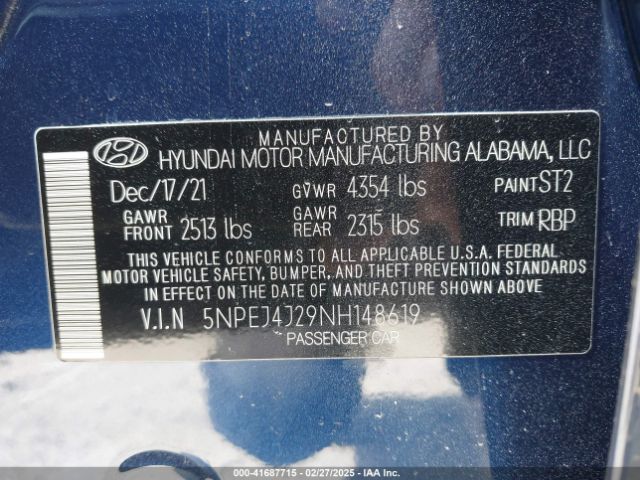 MANUFACTURED BY
HYUNDAI MOTOR MANUFACTURING ALABAMA, LLC
Dec/17/21 GVWR 4354 lbs PAINT ST2
GAWR FRONT 2513 lbs GAWR REAR 2315 lbs TRIM RBP
THIS VEHICLE CONFORMS TO ALL APPLICABLE U.S.A. FEDERAL
MOTOR VEHICLE SAFETY, BUMPER, AND THEFT PREVENTION STANDARDS
IN EFFECT ON THE DATE OF MANUFACTURE SHOWN ABOVE.
V.I.N 5NPEJ4J29NH148619
PASSENGER CAR
000-41687715 - 02/27/2025 - IAA Inc.